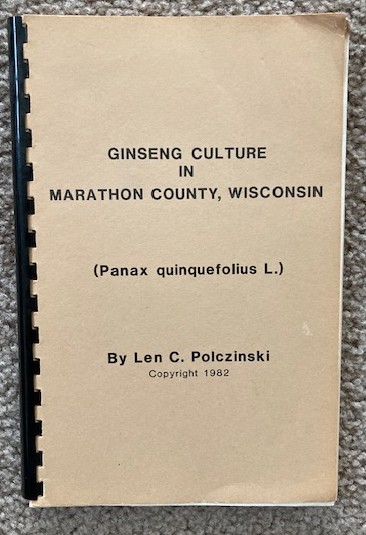 GINSENG CULTURE
IN
MARATHON COUNTY, WISCONSIN
(Panax quinquefolius L.)
By Len C. Polczinski
Copyright 1982